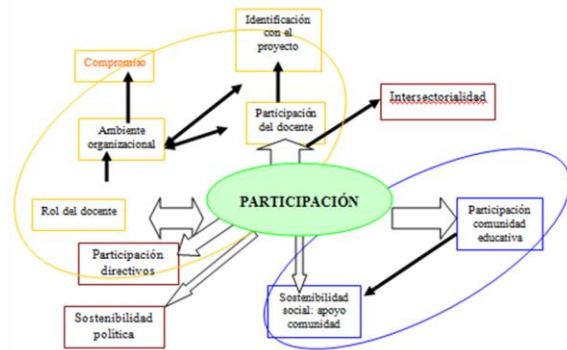 Identificación
con el
proyecto
Compromiso
Intersectorialidad
Participación
del docente
Ambiente
organizacional
PARTICIPACIÓN
Rol del docente
Participación
comunidad
educativa
Participación
directivos
Sostenibilidad
social: apoyo
comunidad
Sostenibilidad
política